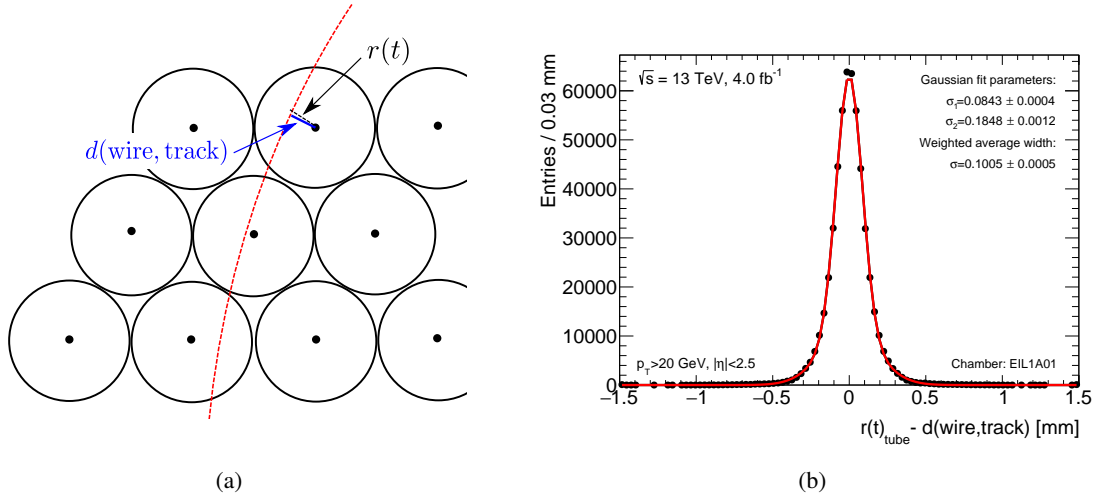 r(t)
d(wire, track)
(a)
√s = 13 TeV, 4.0 fb⁻¹
Gaussian fit parameters:
σ₁=0.0843 ± 0.0004
σ₂=0.1848 ± 0.0012
Weighted average width:
σ=0.1005 ± 0.0005
Entries / 0.03 mm
60000
50000
40000
30000
20000
10000
0
p_T>20 GeV, |η|<2.5
Chamber: EIL1A01
−1.5 −1 −0.5 0 0.5 1 1.5
r(t)_tube - d(wire,track) [mm]
(b)